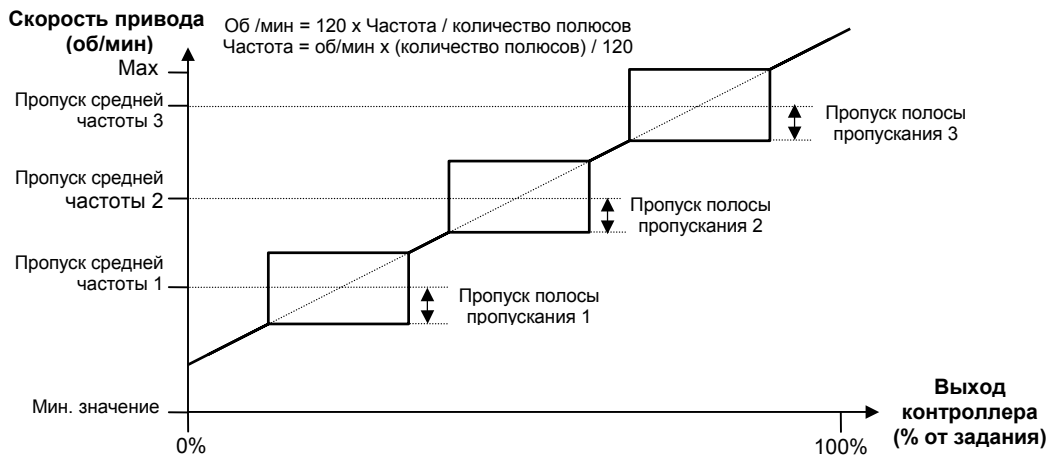 Скорость привода
(об/мин)
Об /мин = 120 x Частота / количество полюсов
Частота = об/мин x (количество полюсов) / 120
Max
Пропуск средней
частоты 3
Пропуск полосы
пропускания 3
Пропуск средней
частоты 2
Пропуск полосы
пропускания 2
Пропуск средней
частоты 1
Пропуск полосы
пропускания 1
Мин. значение
0%
100%
Выход
контроллера
(% от задания)